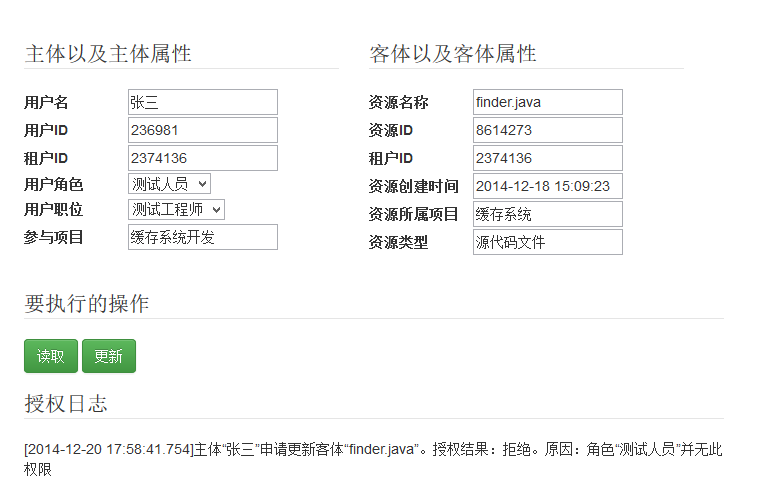 主体以及主体属性
用户名 张三
用户ID 236981
租户ID 2374136
用户角色 测试人员
用户职位 测试工程师
参与项目 缓存系统开发
客体以及客体属性
资源名称 finder.java
资源ID 8614273
租户ID 2374136
资源创建时间 2014-12-18 15:09:23
资源所属项目 缓存系统
资源类型 源代码文件
要执行的操作
读取 更新
授权日志
[2014-12-20 17:58:41.754]主体“张三”申请更新客体“finder.java”。授权结果：拒绝。原因：角色“测试人员”并无此
权限